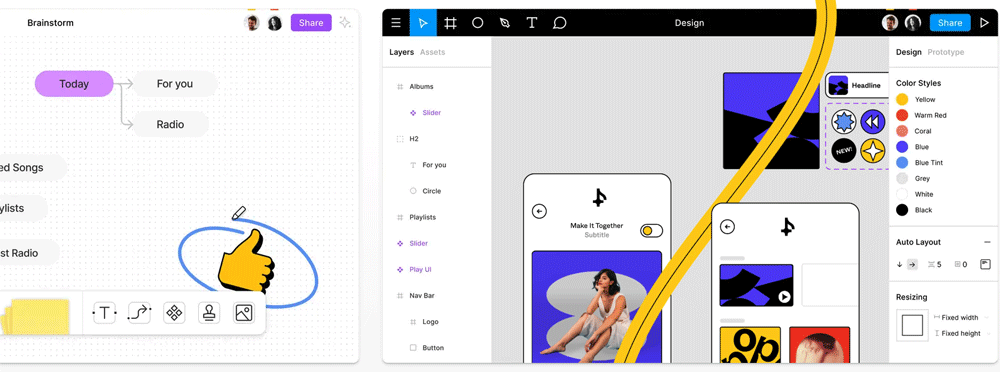 Brainstorm
Share
Today
For you
Radio
ed Songs
ylists
st Radio
T
Design
Share
Layers
Assets
Albums
Slider
H2
For you
Circle
Playlists
Slider
Play UI
Nav Bar
Logo
Button
Make It Together
Subtitle
Headline
NEW!
Design
Prototype
Color Styles
Yellow
Warm Red
Coral
Blue
Blue Tint
Grey
White
Black
Auto Layout
5
0
Resizing
Fixed width
Fixed height